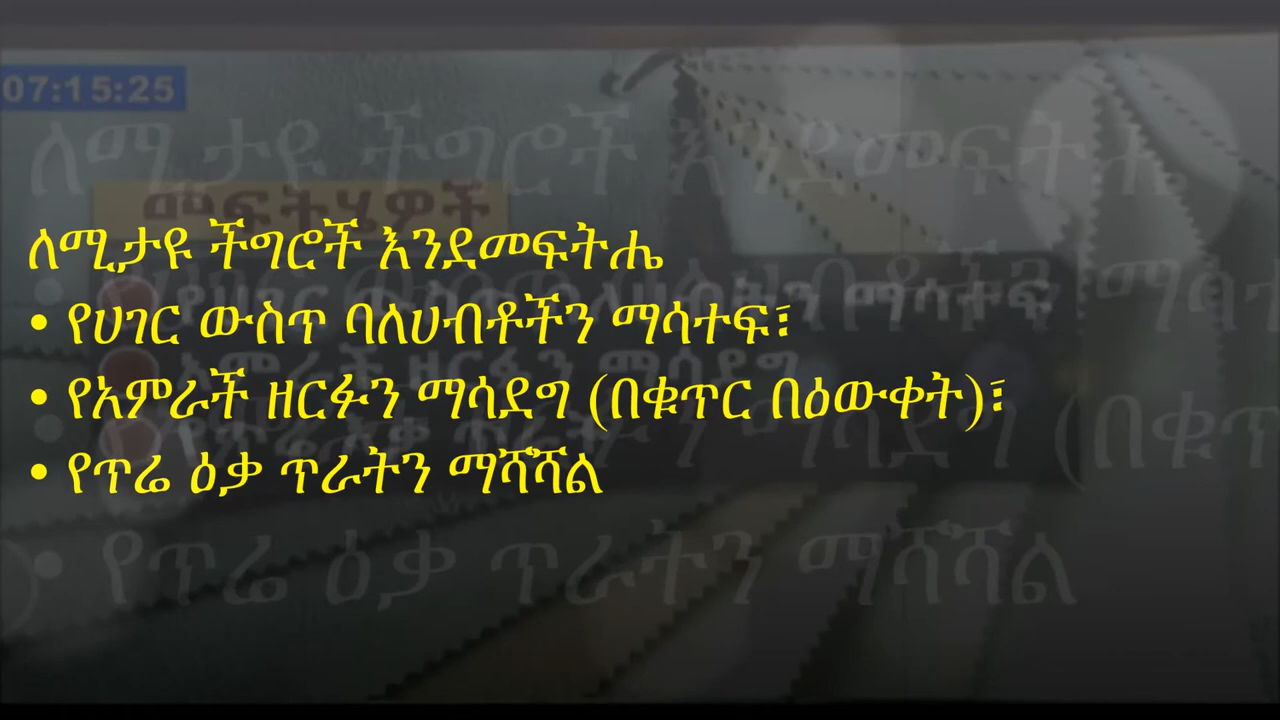 07:15:25
መፍትሄዎች
ለሚታዩ ችግሮች እንደመፍትሔ
• የሀገር ውስጥ ባለሀብቶችን ማሳተፍ፣
• የአምራች ዘርፉን ማሳደግ (በቁጥር በዕውቀት)፣
• የጥሬ ዕቃ ጥራትን ማሻሻል